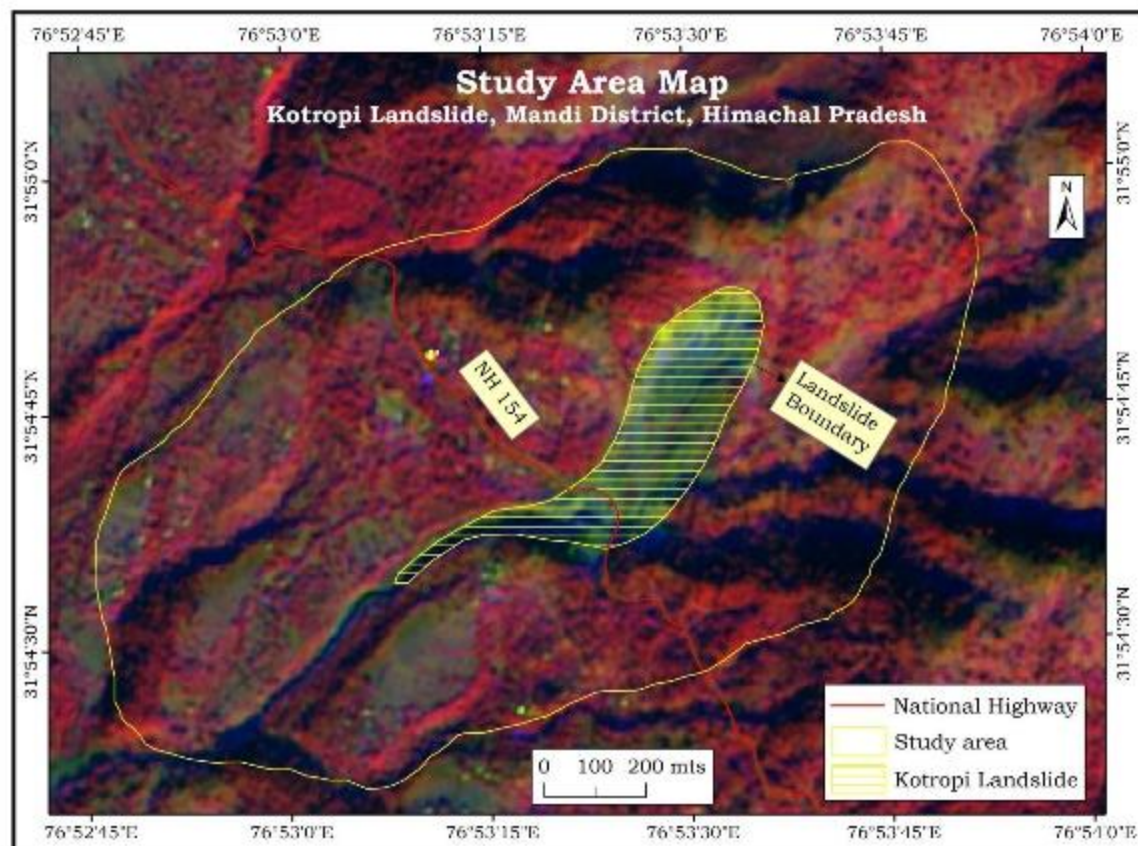 76°52'45"E 76°53'0"E 76°53'15"E 76°53'30"E 76°53'45"E 76°54'0"E
Study Area Map
Kotropi Landslide, Mandi District, Himachal Pradesh
31°55'0"N
31°55'0"N
N
NH 154
Landslide
Boundary
31°54'45"N
31°54'45"N
31°54'30"N
31°54'30"N
National Highway
Study area
Kotropi Landslide
0 100 200 mts
76°52'45"E 76°53'0"E 76°53'15"E 76°53'30"E 76°53'45"E 76°54'0"E